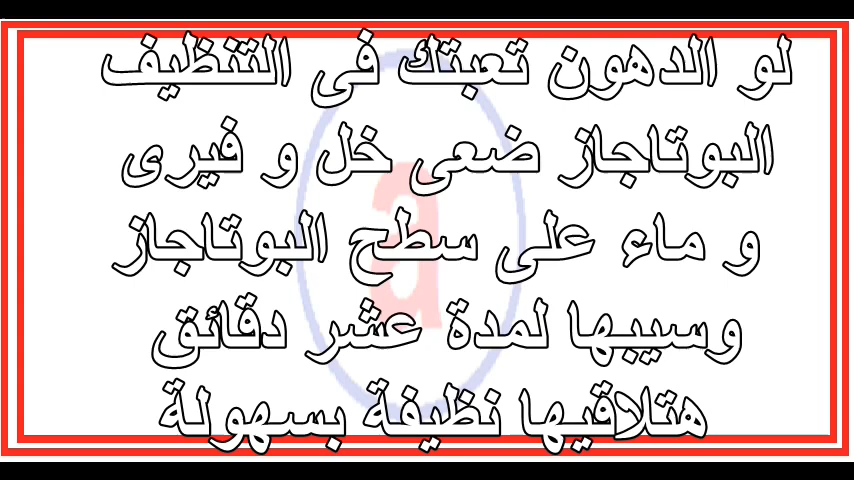 لو الدهون تعبتك فى التنظيف
البوتاجاز ضعى خل و فيرى
و ماء على سطح البوتاجاز
وسيبها لمدة عشر دقائق
هتلاقيها نظيفة بسهولة
a